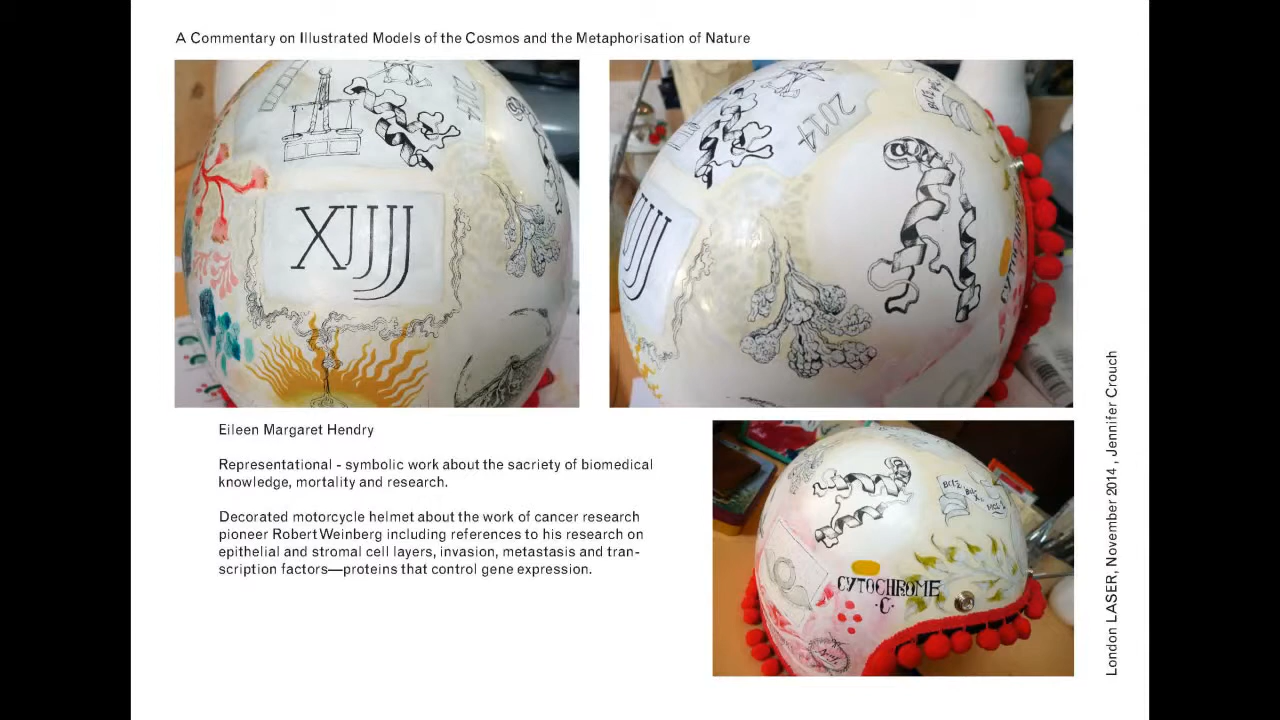 A Commentary on Illustrated Models of the Cosmos and the Metaphorisation of Nature
XJJJ
2014
Eileen Margaret Hendry
Representational - symbolic work about the sacriety of biomedical
knowledge, mortality and research.
Decorated motorcycle helmet about the work of cancer research
pioneer Robert Weinberg including references to his research on
epithelial and stromal cell layers, invasion, metastasis and tran-
scription factors—proteins that control gene expression.
CYTOCHROME
·C·
London LASER, November 2014 , Jennifer Crouch